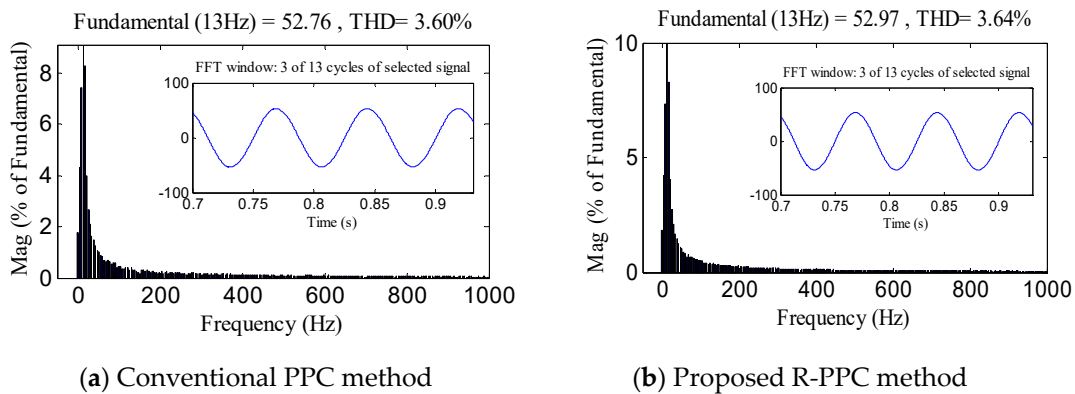 Fundamental (13Hz) = 52.76 , THD= 3.60%
8
6
4
2
0
Mag (% of Fundamental)
FFT window: 3 of 13 cycles of selected signal
100
0
-100
0.7 0.75 0.8 0.85 0.9
Time (s)
0 200 400 600 800 1000
Frequency (Hz)
(a) Conventional PPC method
Fundamental (13Hz) = 52.97 , THD= 3.64%
10
5
0
Mag (% of Fundamental)
FFT window: 3 of 13 cycles of selected signal
100
0
-100
0.7 0.75 0.8 0.85 0.9
Time (s)
0 200 400 600 800 1000
Frequency (Hz)
(b) Proposed R-PPC method